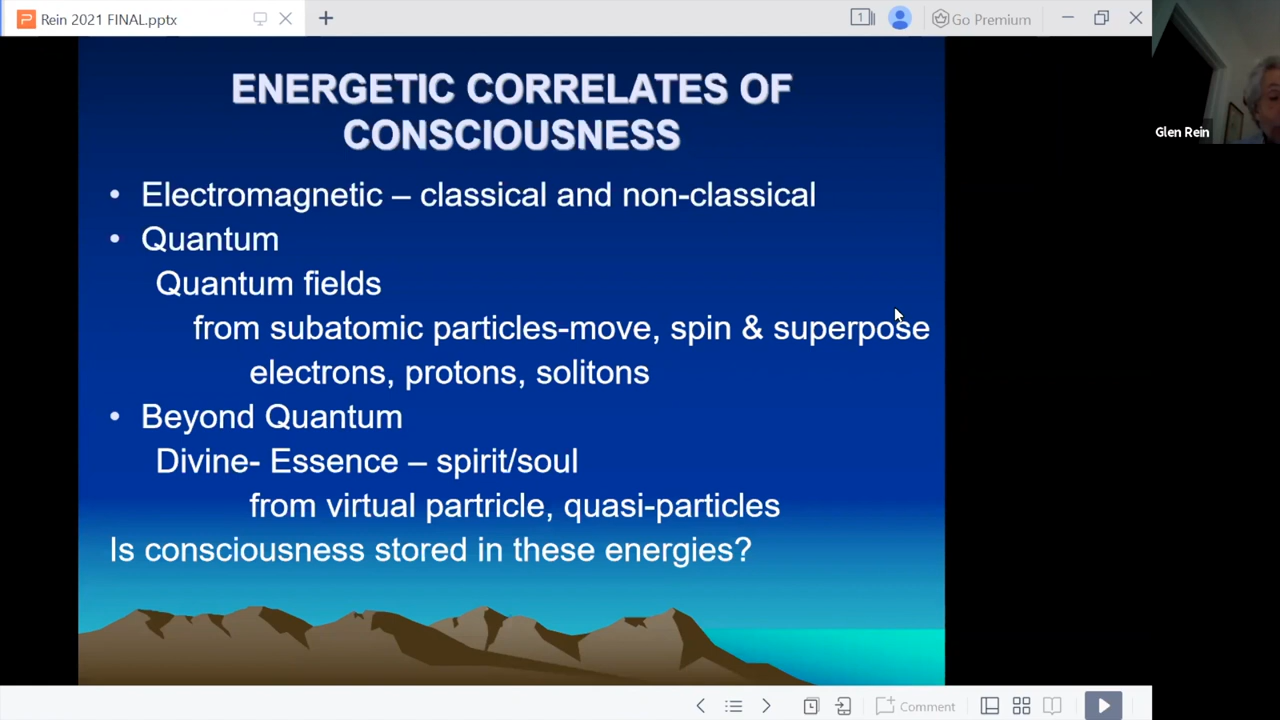 Rein 2021 FINAL.pptx
1
Go Premium
ENERGETIC CORRELATES OF
CONSCIOUSNESS
Glen Rein
• Electromagnetic – classical and non-classical
• Quantum
Quantum fields
from subatomic particles-move, spin & superpose
electrons, protons, solitons
• Beyond Quantum
Divine- Essence – spirit/soul
from virtual partricle, quasi-particles
Is consciousness stored in these energies?
Comment